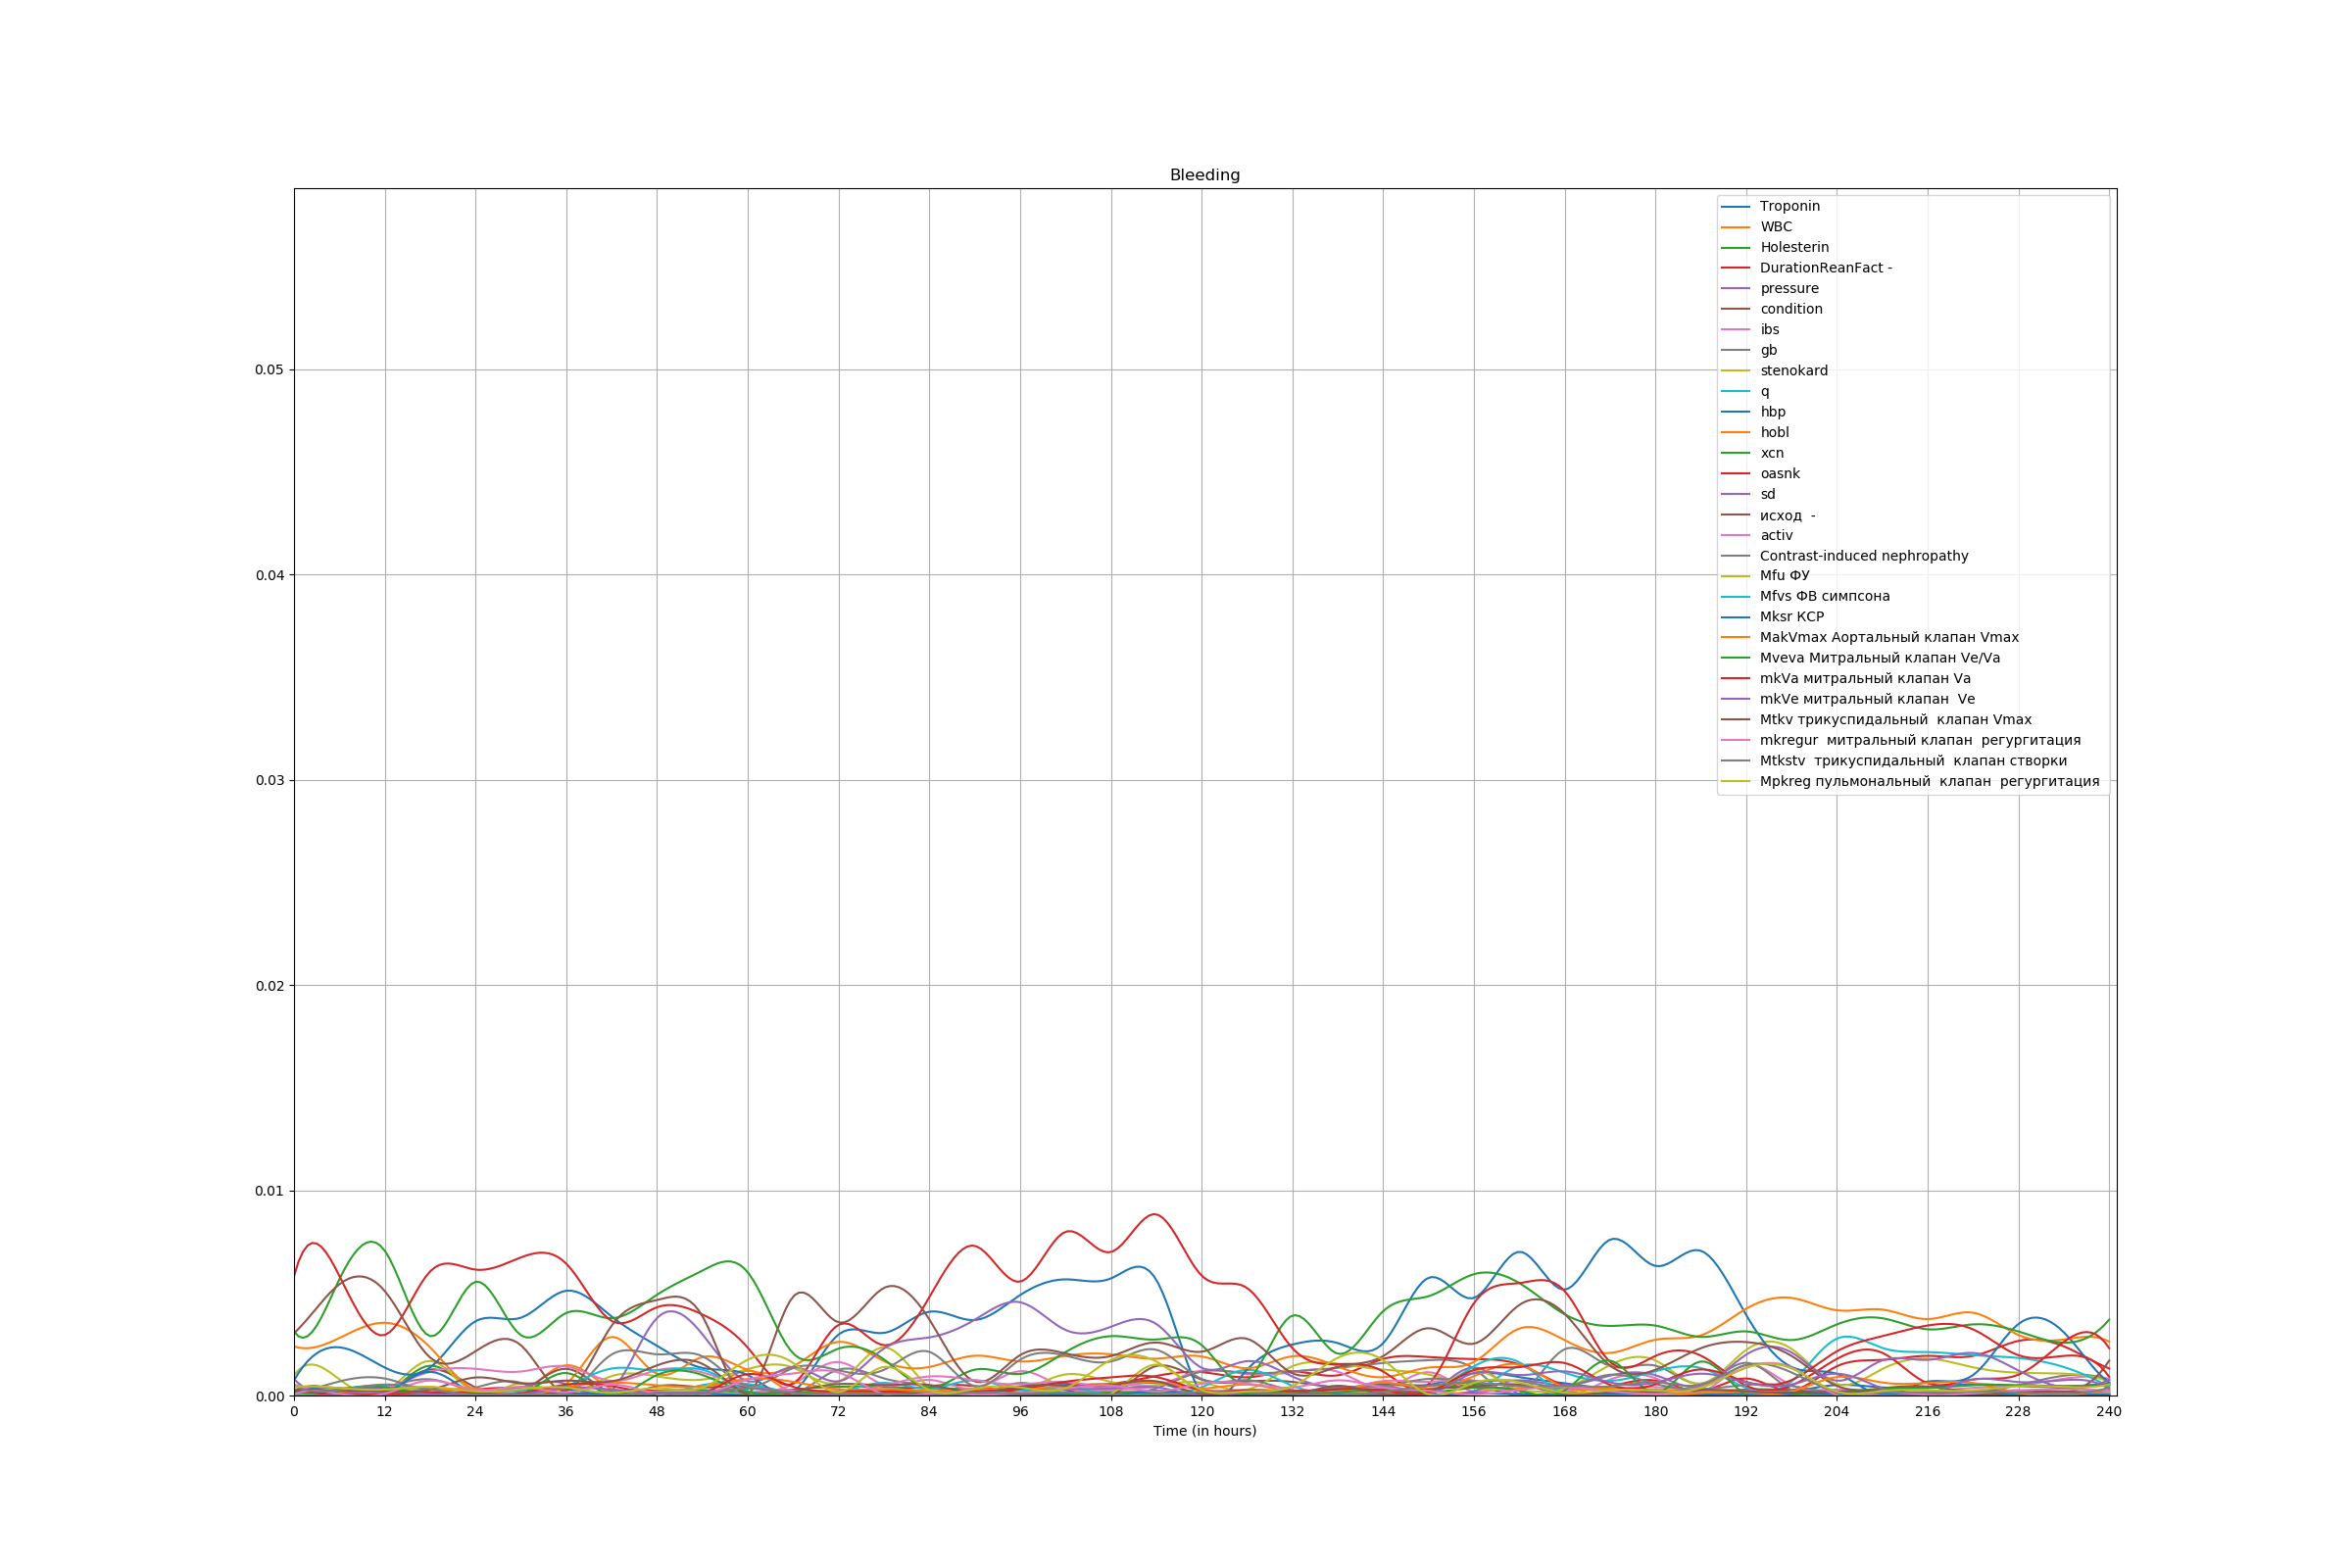 Bleeding
Troponin
WBC
Holesterin
DurationReanFact -
pressure
condition
ibs
gb
stenokard
q
hbp
hobl
xcn
oasnk
sd
исход  -
activ
Contrast-induced nephropathy
Mfu ФУ
Mfvs ФВ симпсона
Mksr КСР
MakVmax Аортальный клапан Vmax
Mveva Митральный клапан Ve/Va
mkVa митральный клапан Va
mkVe митральный клапан  Ve
Mtkv трикуспидальный  клапан Vmax
mkregur  митральный клапан  регургитация
Mtkstv  трикуспидальный  клапан створки
Mpkreg пульмональный  клапан  регургитация
0.05
0.04
0.03
0.02
0.01
0.00
0 12 24 36 48 60 72 84 96 108 120 132 144 156 168 180 192 204 216 228 240
Time (in hours)